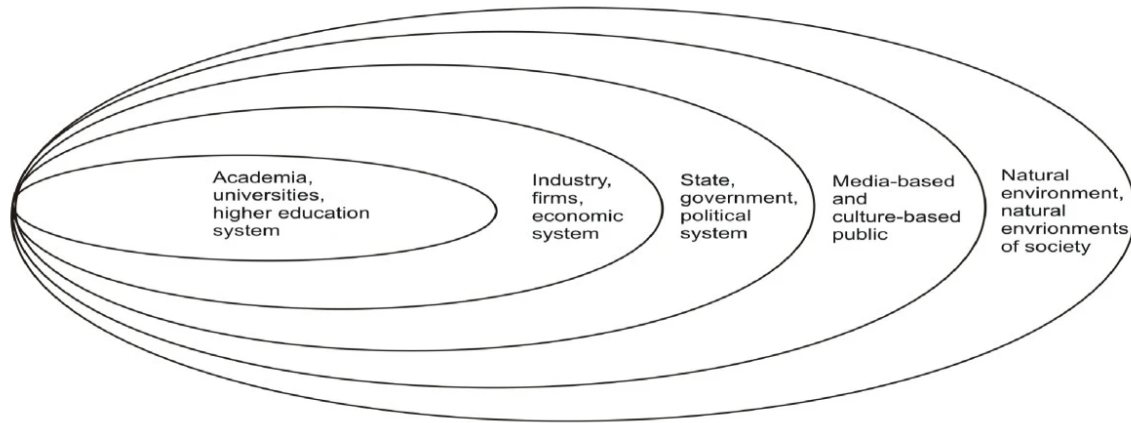 Academia,
universities,
higher education
system
Industry,
firms,
economic
system
State,
government,
political
system
Media-based
and
culture-based
public
Natural
environment,
natural
envrionments
of society